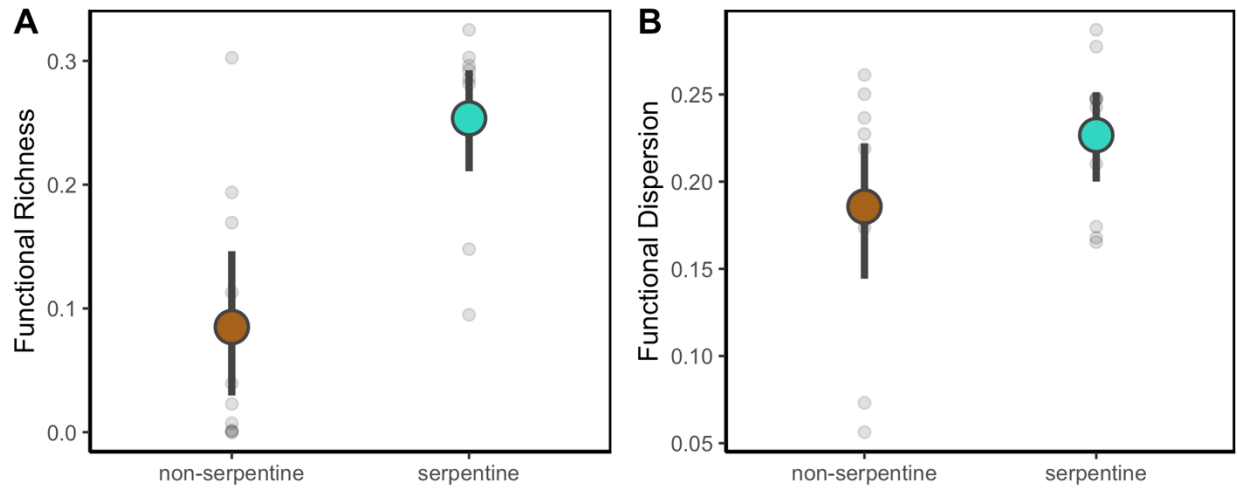 A
Functional Richness
0.3
0.2
0.1
0.0
non-serpentine
serpentine
B
Functional Dispersion
0.25
0.20
0.15
0.10
0.05
non-serpentine
serpentine